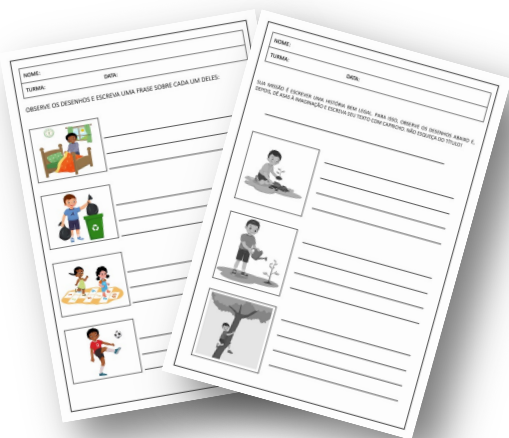 NOME:
TURMA: DATA:
OBSERVE OS DESENHOS E ESCREVA UMA FRASE SOBRE CADA UM DELES:
NOME:
TURMA: DATA:
SUA MISSÃO É ESCREVER UMA HISTÓRIA BEM LEGAL. PARA ISSO, OBSERVE OS DESENHOS ABAIXO E,
DEPOIS, DÊ ASAS À IMAGINAÇÃO E ESCREVA SEU TEXTO COM CAPRICHO. NÃO ESQUEÇA DO TÍTULO!